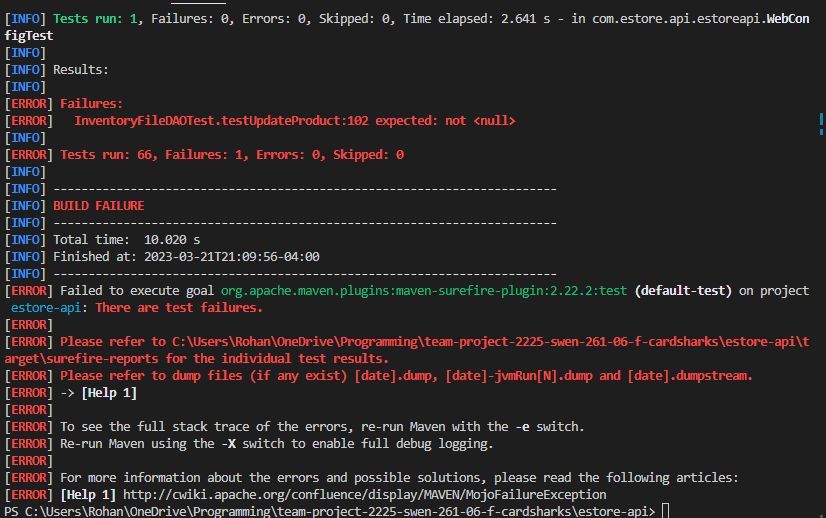 [INFO] Tests run: 1, Failures: 0, Errors: 0, Skipped: 0, Time elapsed: 2.641 s - in com.estore.api.estoreapi.WebCon
figTest
[INFO]
[INFO] Results:
[INFO]
[ERROR] Failures:
[ERROR]   InventoryFileDAOTest.testUpdateProduct:102 expected: not <null>
[INFO]
[ERROR] Tests run: 66, Failures: 1, Errors: 0, Skipped: 0
[INFO]
[INFO] ------------------------------------------------------------------------
[INFO] BUILD FAILURE
[INFO] ------------------------------------------------------------------------
[INFO] Total time:  10.020 s
[INFO] Finished at: 2023-03-21T21:09:56-04:00
[INFO] ------------------------------------------------------------------------
[ERROR] Failed to execute goal org.apache.maven.plugins:maven-surefire-plugin:2.22.2:test (default-test) on project
 estore-api: There are test failures.
[ERROR]
[ERROR] Please refer to C:\Users\Rohan\OneDrive\Programming\team-project-2225-swen-261-06-f-cardsharks\estore-api\t
arget\surefire-reports for the individual test results.
[ERROR] Please refer to dump files (if any exist) [date].dump, [date]-jvmRun[N].dump and [date].dumpstream.
[ERROR] -> [Help 1]
[ERROR]
[ERROR] To see the full stack trace of the errors, re-run Maven with the -e switch.
[ERROR] Re-run Maven using the -X switch to enable full debug logging.
[ERROR]
[ERROR] For more information about the errors and possible solutions, please read the following articles:
[ERROR] [Help 1] http://cwiki.apache.org/confluence/display/MAVEN/MojoFailureException
PS C:\Users\Rohan\OneDrive\Programming\team-project-2225-swen-261-06-f-cardsharks\estore-api>